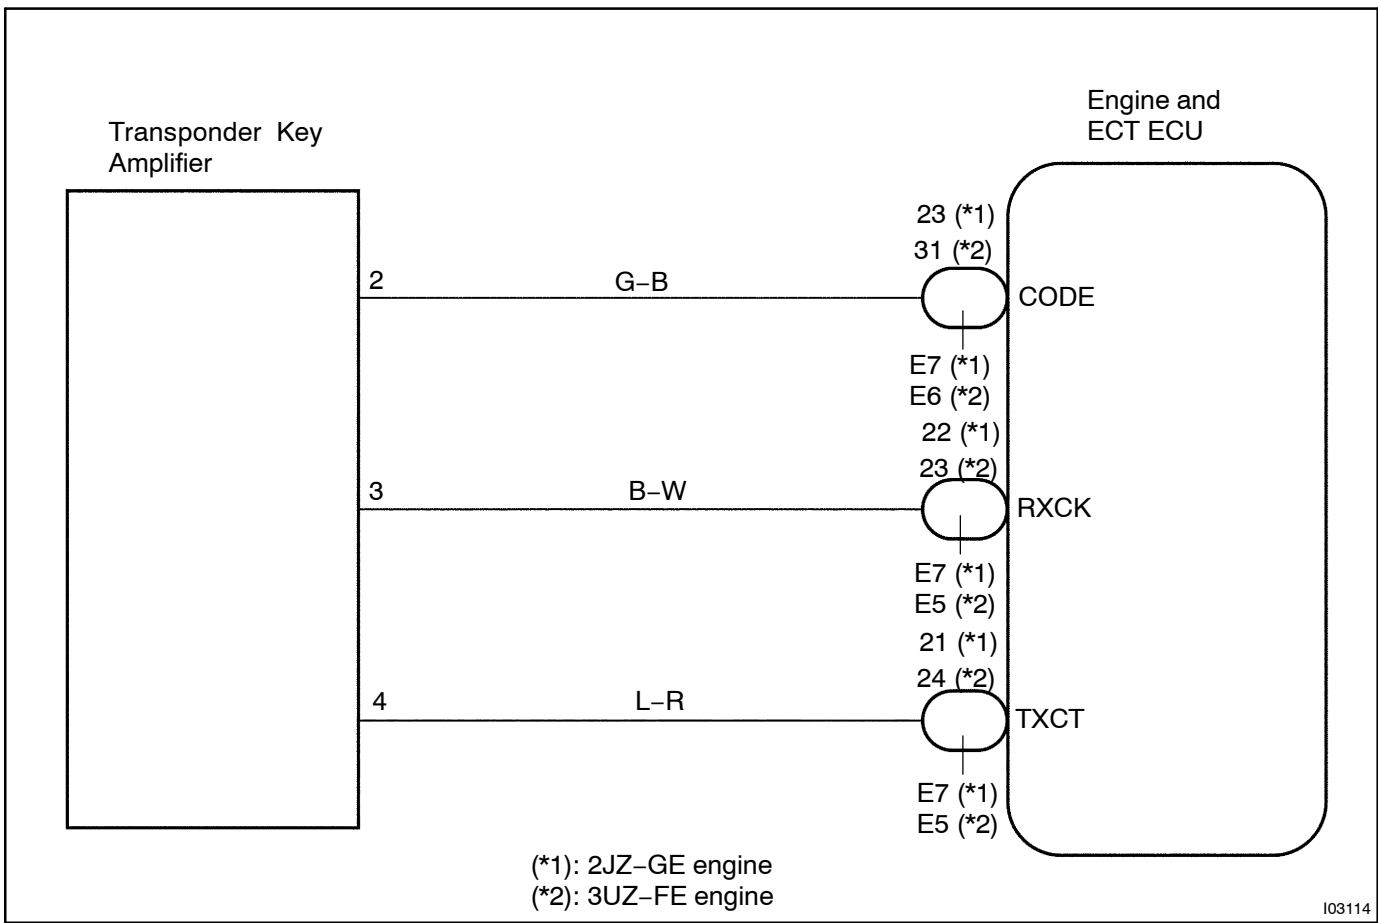 Engine and
ECT ECU
Transponder Key
Amplifier
23 (*1)
31 (*2)
2
G−B
CODE
E7 (*1)
E6 (*2)
22 (*1)
23 (*2)
3
B−W
RXCK
E7 (*1)
E5 (*2)
21 (*1)
24 (*2)
4
L−R
TXCT
E7 (*1)
E5 (*2)
(*1): 2JZ−GE engine
(*2): 3UZ−FE engine
I03114